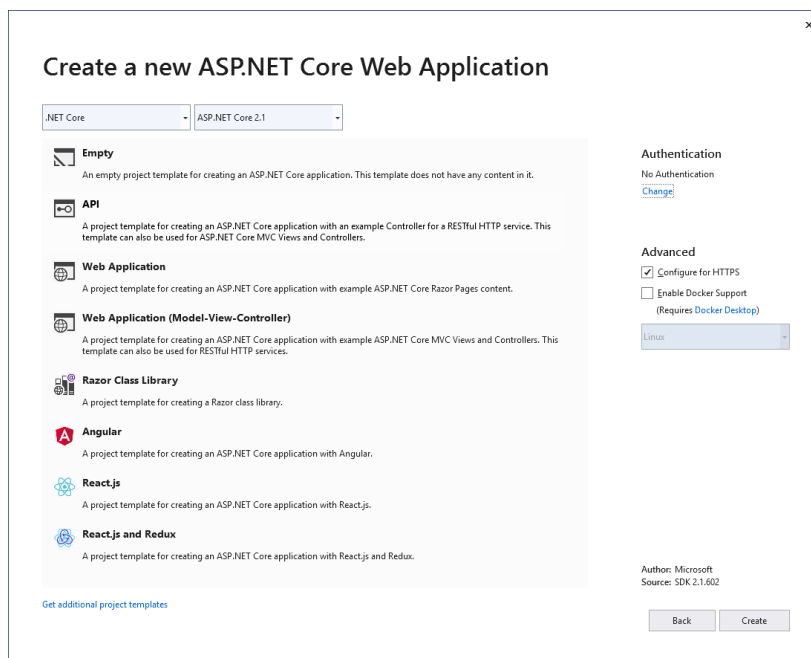 Create a new ASP.NET Core Web Application
.NET Core
ASP.NET Core 2.1
Empty
An empty project template for creating an ASP.NET Core application. This template does not have any content in it.
API
A project template for creating an ASP.NET Core application with an example Controller for a RESTful HTTP service. This
template can also be used for ASP.NET Core MVC Views and Controllers.
Web Application
A project template for creating an ASP.NET Core application with example ASP.NET Core Razor Pages content.
Web Application (Model-View-Controller)
A project template for creating an ASP.NET Core application with example ASP.NET Core MVC Views and Controllers. This
template can also be used for RESTful HTTP services.
Razor Class Library
A project template for creating a Razor class library.
Angular
A project template for creating an ASP.NET Core application with Angular.
React.js
A project template for creating an ASP.NET Core application with React.js.
React.js and Redux
A project template for creating an ASP.NET Core application with React.js and Redux.
Get additional project templates
Authentication
No Authentication
Change
Advanced
Configure for HTTPS
Enable Docker Support
(Requires Docker Desktop)
Linux
Author: Microsoft
Source: SDK 2.1.602
Back
Create